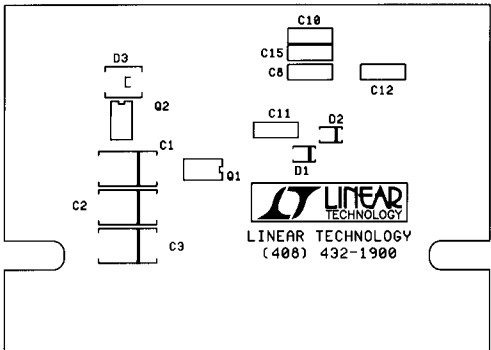 C10
C15
C8
C12
D3
Q2
C11
D2
C1
D1
Q1
C2
C3
LINEAR
TECHNOLOGY
LINEAR TECHNOLOGY
(408) 432-1900